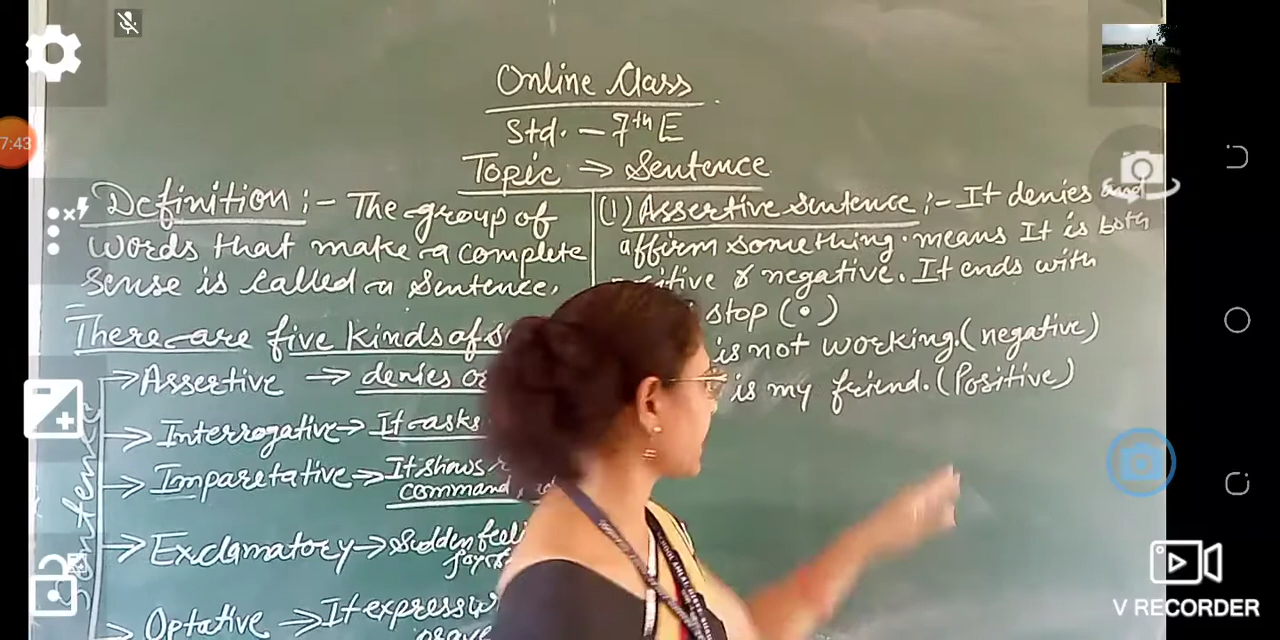 Online Class
Std. - 7th E
Topic ⇒ Sentence
Definition :- The group of
words that make a complete
sense is called a Sentence.
There are five kinds of
→ Assertive → denies
→ Interrogative → It asks
→ Imparetative → It shows
command,
→ Exclamatory → Sudden
→ Optative → It express
Sentence
(1) Assertive sentence :- It denies and
affirm something. means It is both
negative. It ends with
stop (•)
is not working. (negative)
is my friend. (Positive)
7:43
V RECORDER